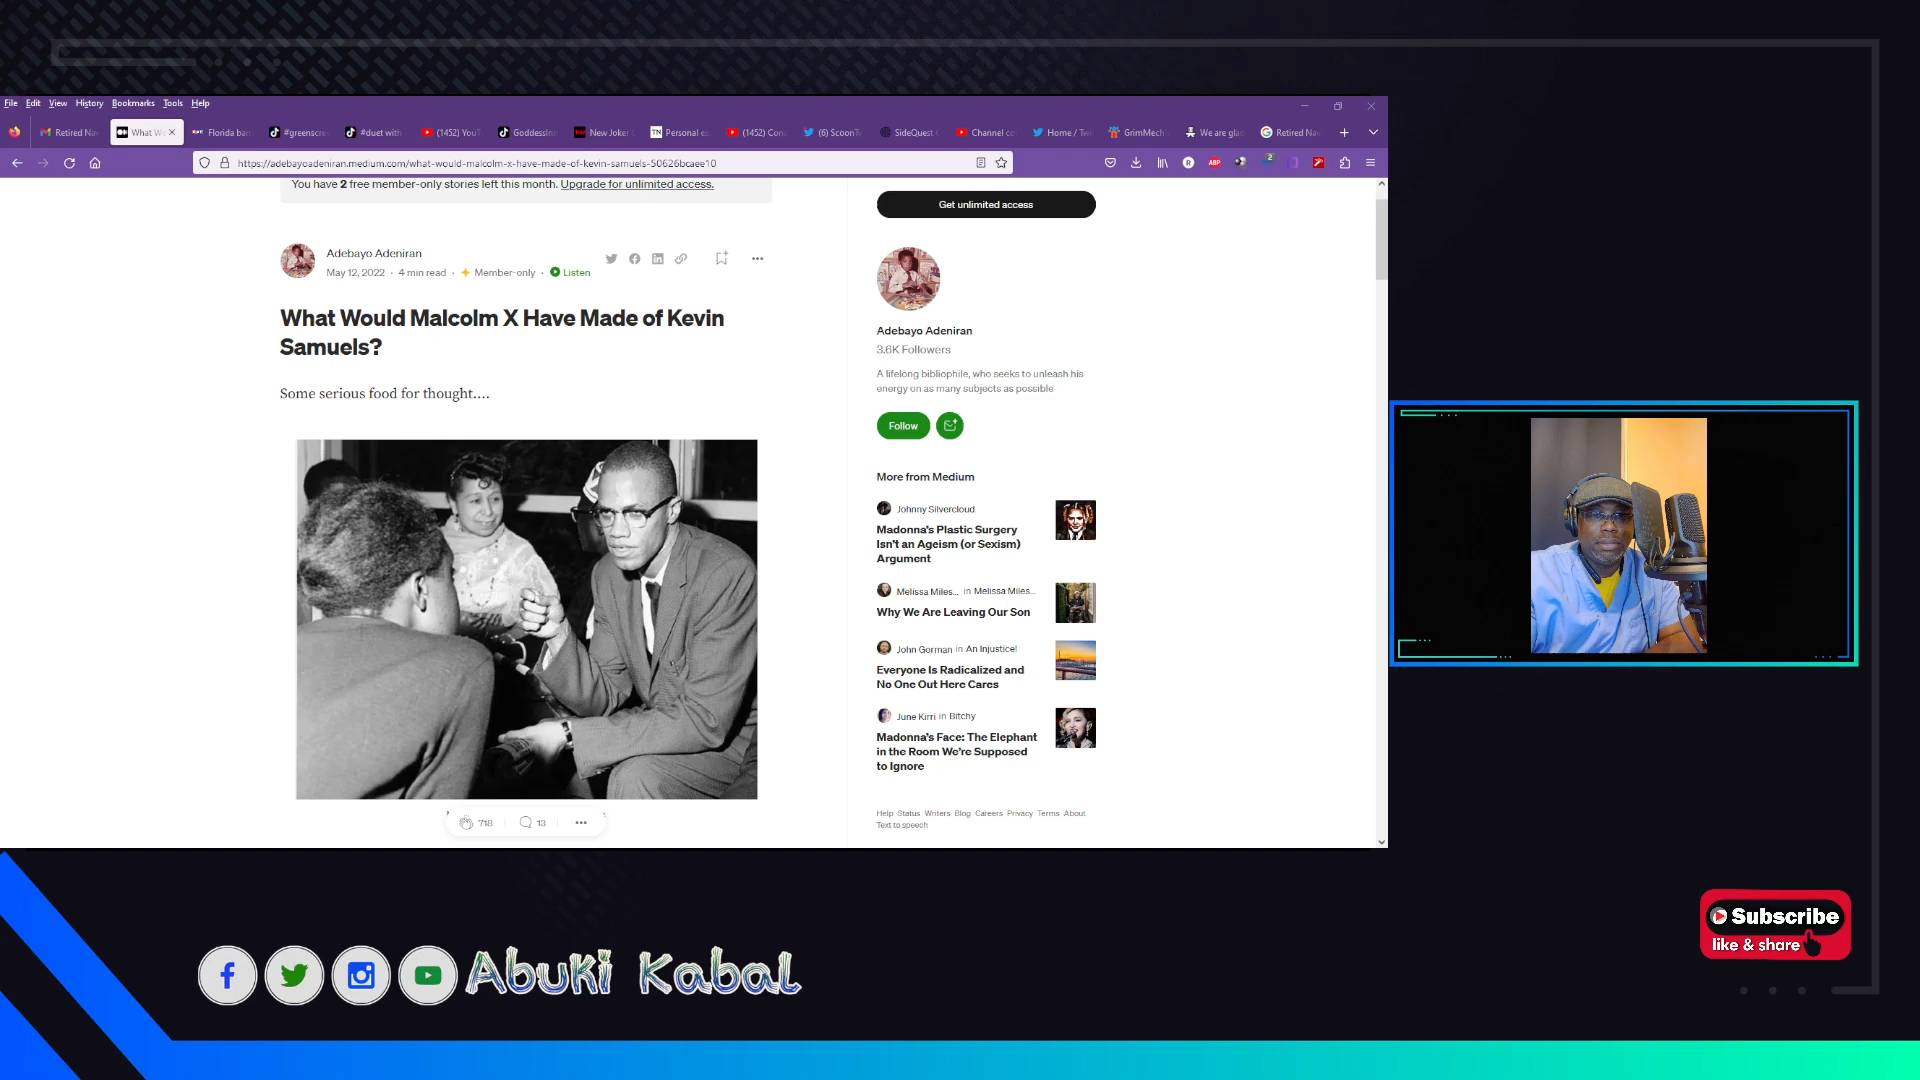 File Edit View History Bookmarks Tools Help
Retired Na
What Wo
Florida ban
#greenscre
#duet with
(1452) YouT
GoddessInn
New Joker
Personal es
(1452) Con
(6) ScoonTv
SideQuest
Channel co
Home / Tw
GrimMech's
We are glad
Retired Nav
https://adebayoadeniran.medium.com/what-would-malcolm-x-have-made-of-kevin-samuels-50626bcaee10
ABP
2
You have 2 free member-only stories left this month. Upgrade for unlimited access.
Adebayo Adeniran
May 12, 2022 · 4 min read · Member-only · Listen
What Would Malcolm X Have Made of Kevin
Samuels?
Some serious food for thought….
718
13
Get unlimited access
Adebayo Adeniran
3.6K Followers
A lifelong bibliophile, who seeks to unleash his
energy on as many subjects as possible
Follow
More from Medium
Johnny Silvercloud
Madonna's Plastic Surgery
Isn't an Ageism (or Sexism)
Argument
Melissa Miles... in Melissa Miles...
Why We Are Leaving Our Son
John Gorman in An Injustice!
Everyone Is Radicalized and
No One Out Here Cares
June Kirri in Bitchy
Madonna's Face: The Elephant
in the Room We're Supposed
to Ignore
Help Status Writers Blog Careers Privacy Terms About
Text to speech
Abuki Kabal
Subscribe
like & share